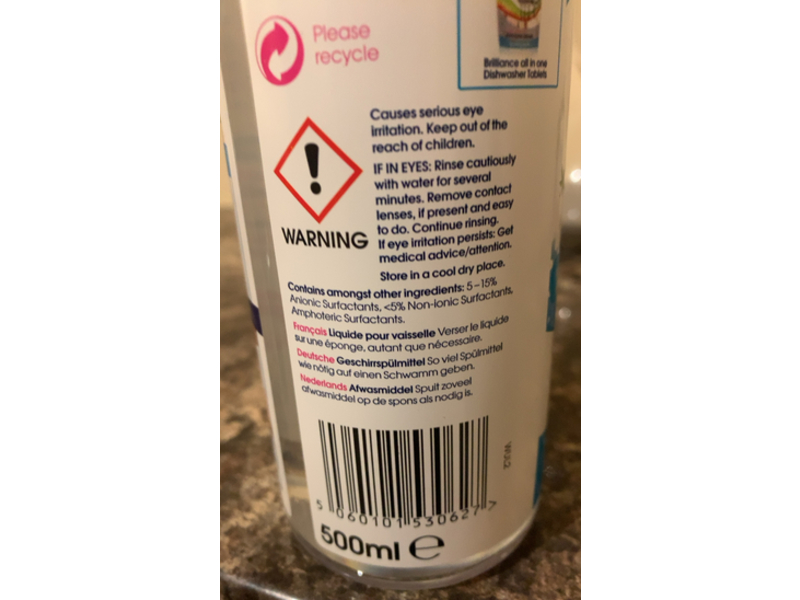 Please
recycle
Brilliance all in one
Dishwasher Tablets
Causes serious eye
irritation. Keep out of the
reach of children.
IF IN EYES: Rinse cautiously
with water for several
minutes. Remove contact
lenses, if present and easy
to do. Continue rinsing.
If eye irritation persists: Get
medical advice/attention.
Store in a cool dry place.
WARNING
Contains amongst other ingredients: 5-15%
Anionic Surfactants, <5% Non-ionic Surfactants,
Amphoteric Surfactants.
Français Liquide pour vaisselle Verser le liquide
sur une éponge, autant que nécessaire.
Deutsche Geschirrspülmittel So viel Spülmittel
wie nötig auf einen Schwamm geben.
Nederlands Afwasmiddel Spuit zoveel
afwasmiddel op de spons als nodig is.
5 060101 530627 >
500ml e